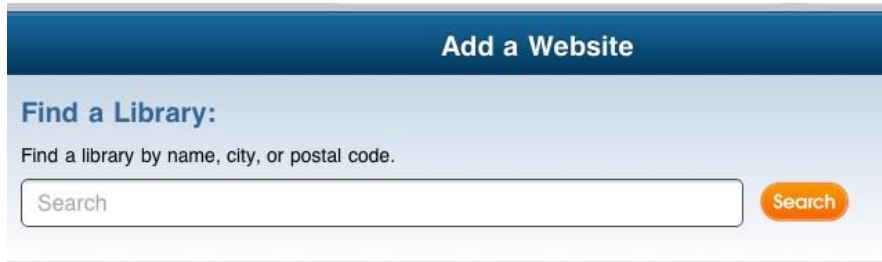 Add a Website
Find a Library:
Find a library by name, city, or postal code.
Search Search